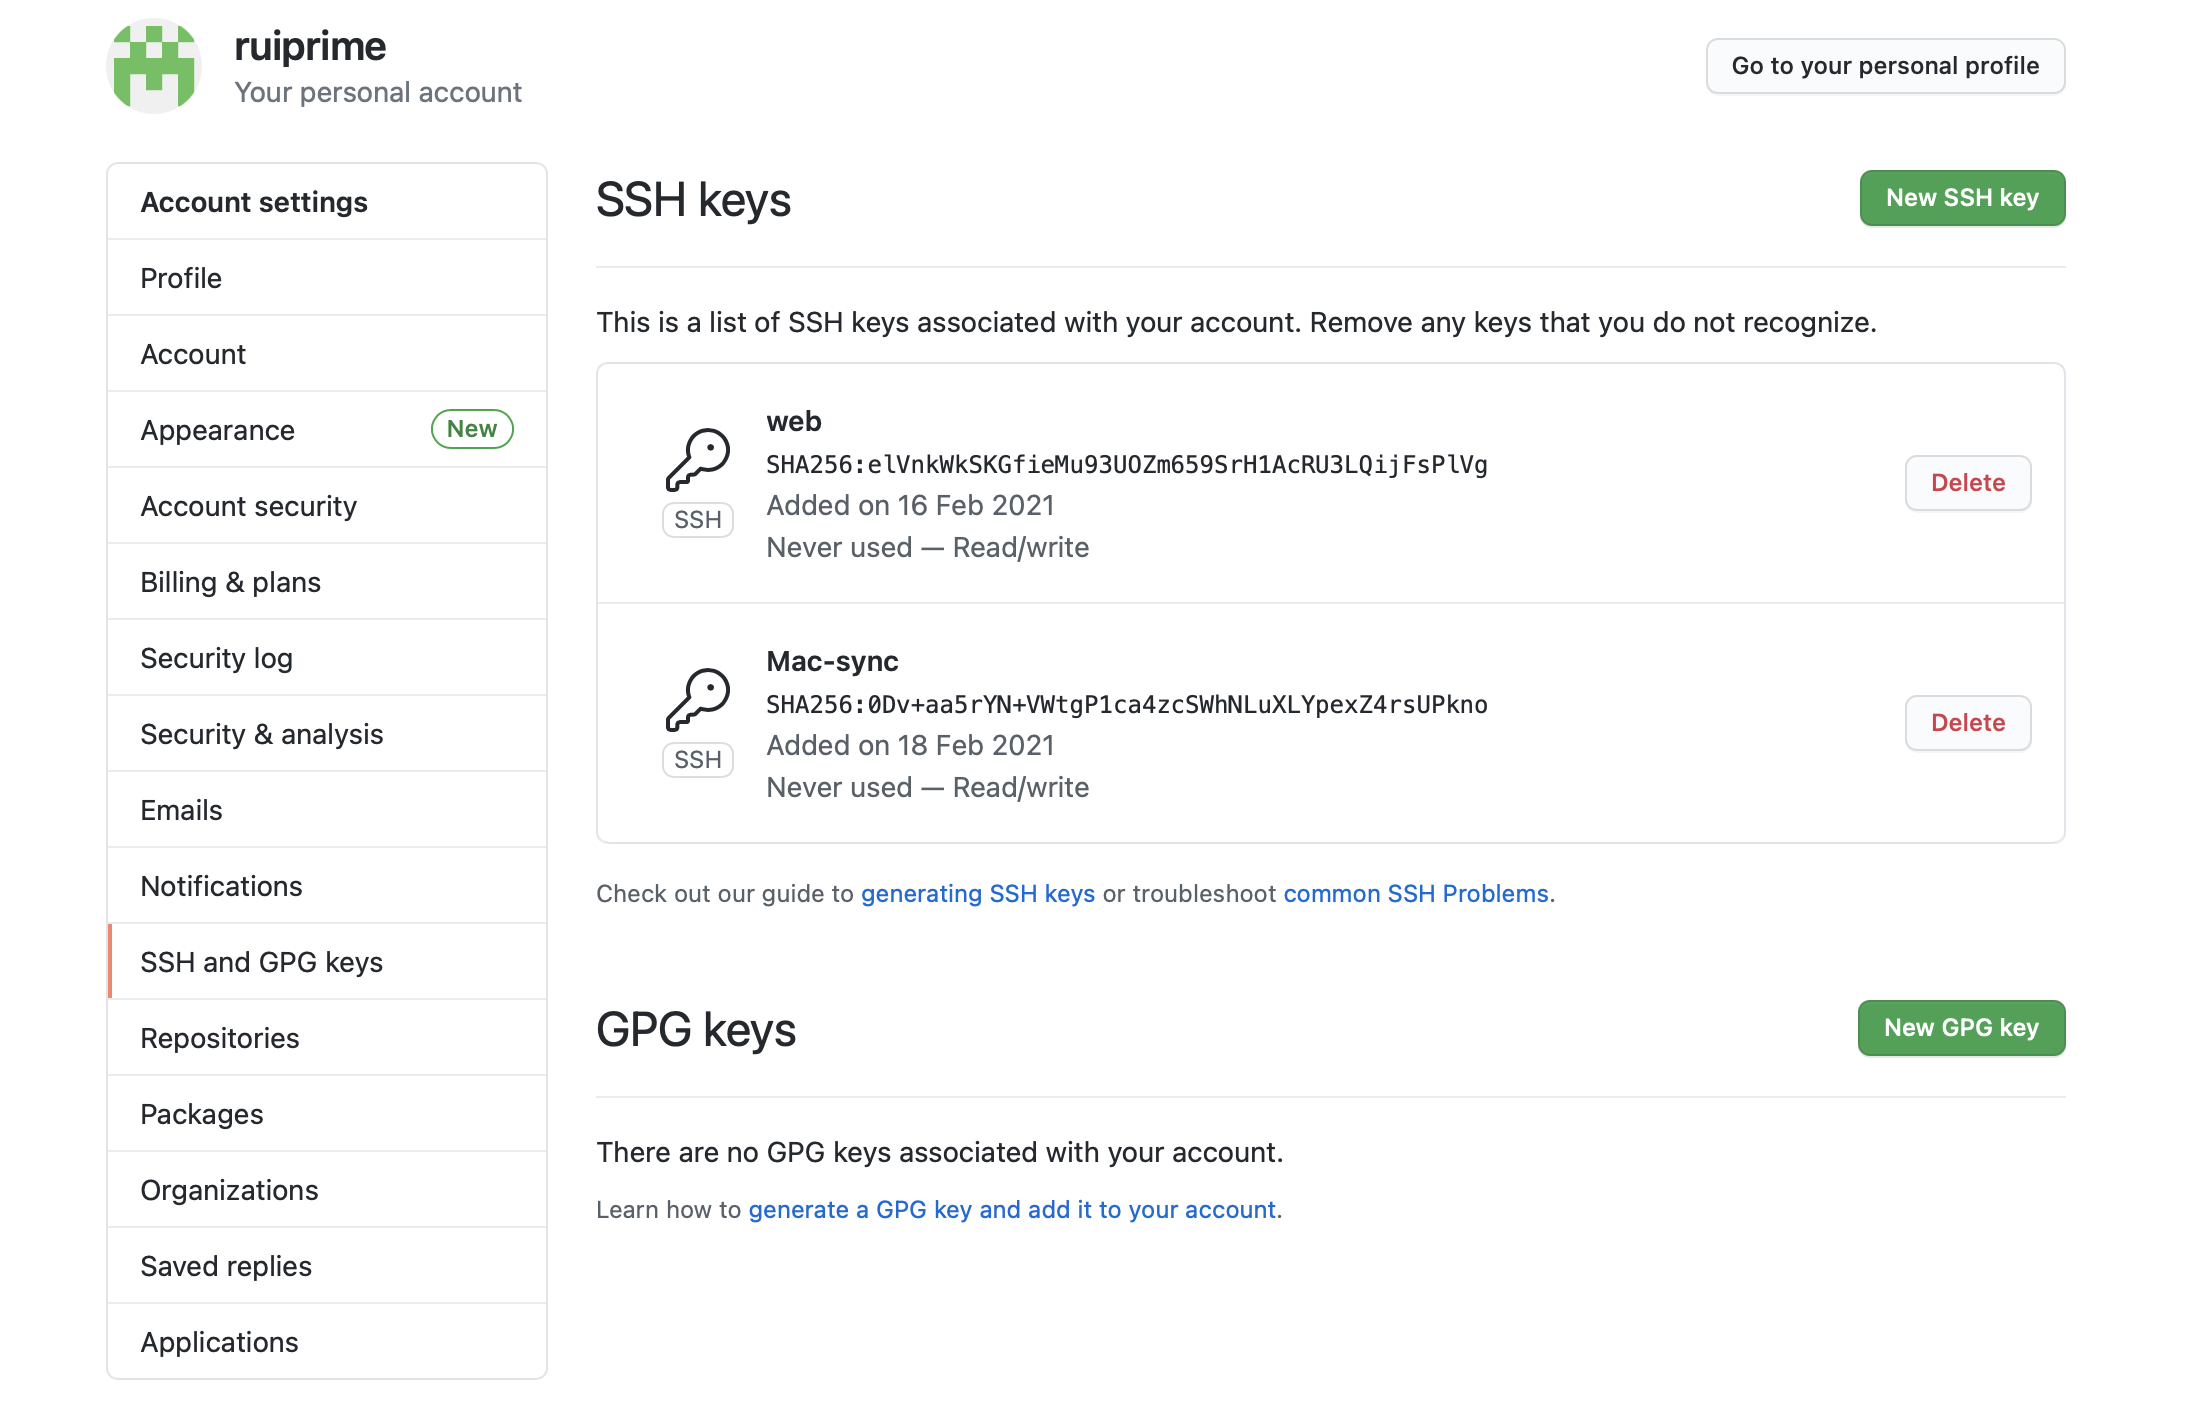 ruiprime
Your personal account
Go to your personal profile
Account settings
Profile
Account
Appearance New
Account security
Billing & plans
Security log
Security & analysis
Emails
Notifications
SSH and GPG keys
Repositories
Packages
Organizations
Saved replies
Applications
SSH keys
New SSH key
This is a list of SSH keys associated with your account. Remove any keys that you do not recognize.
SSH
web
SHA256:elVnkWkSKGfieMu93UOZm659SrH1AcRU3LQijFsPlVg
Added on 16 Feb 2021
Never used — Read/write
Delete
SSH
Mac-sync
SHA256:0Dv+aa5rYN+VWtgP1ca4zcSWhNLuXLYpexZ4rsUPkno
Added on 18 Feb 2021
Never used — Read/write
Delete
Check out our guide to generating SSH keys or troubleshoot common SSH Problems.
GPG keys
New GPG key
There are no GPG keys associated with your account.
Learn how to generate a GPG key and add it to your account.